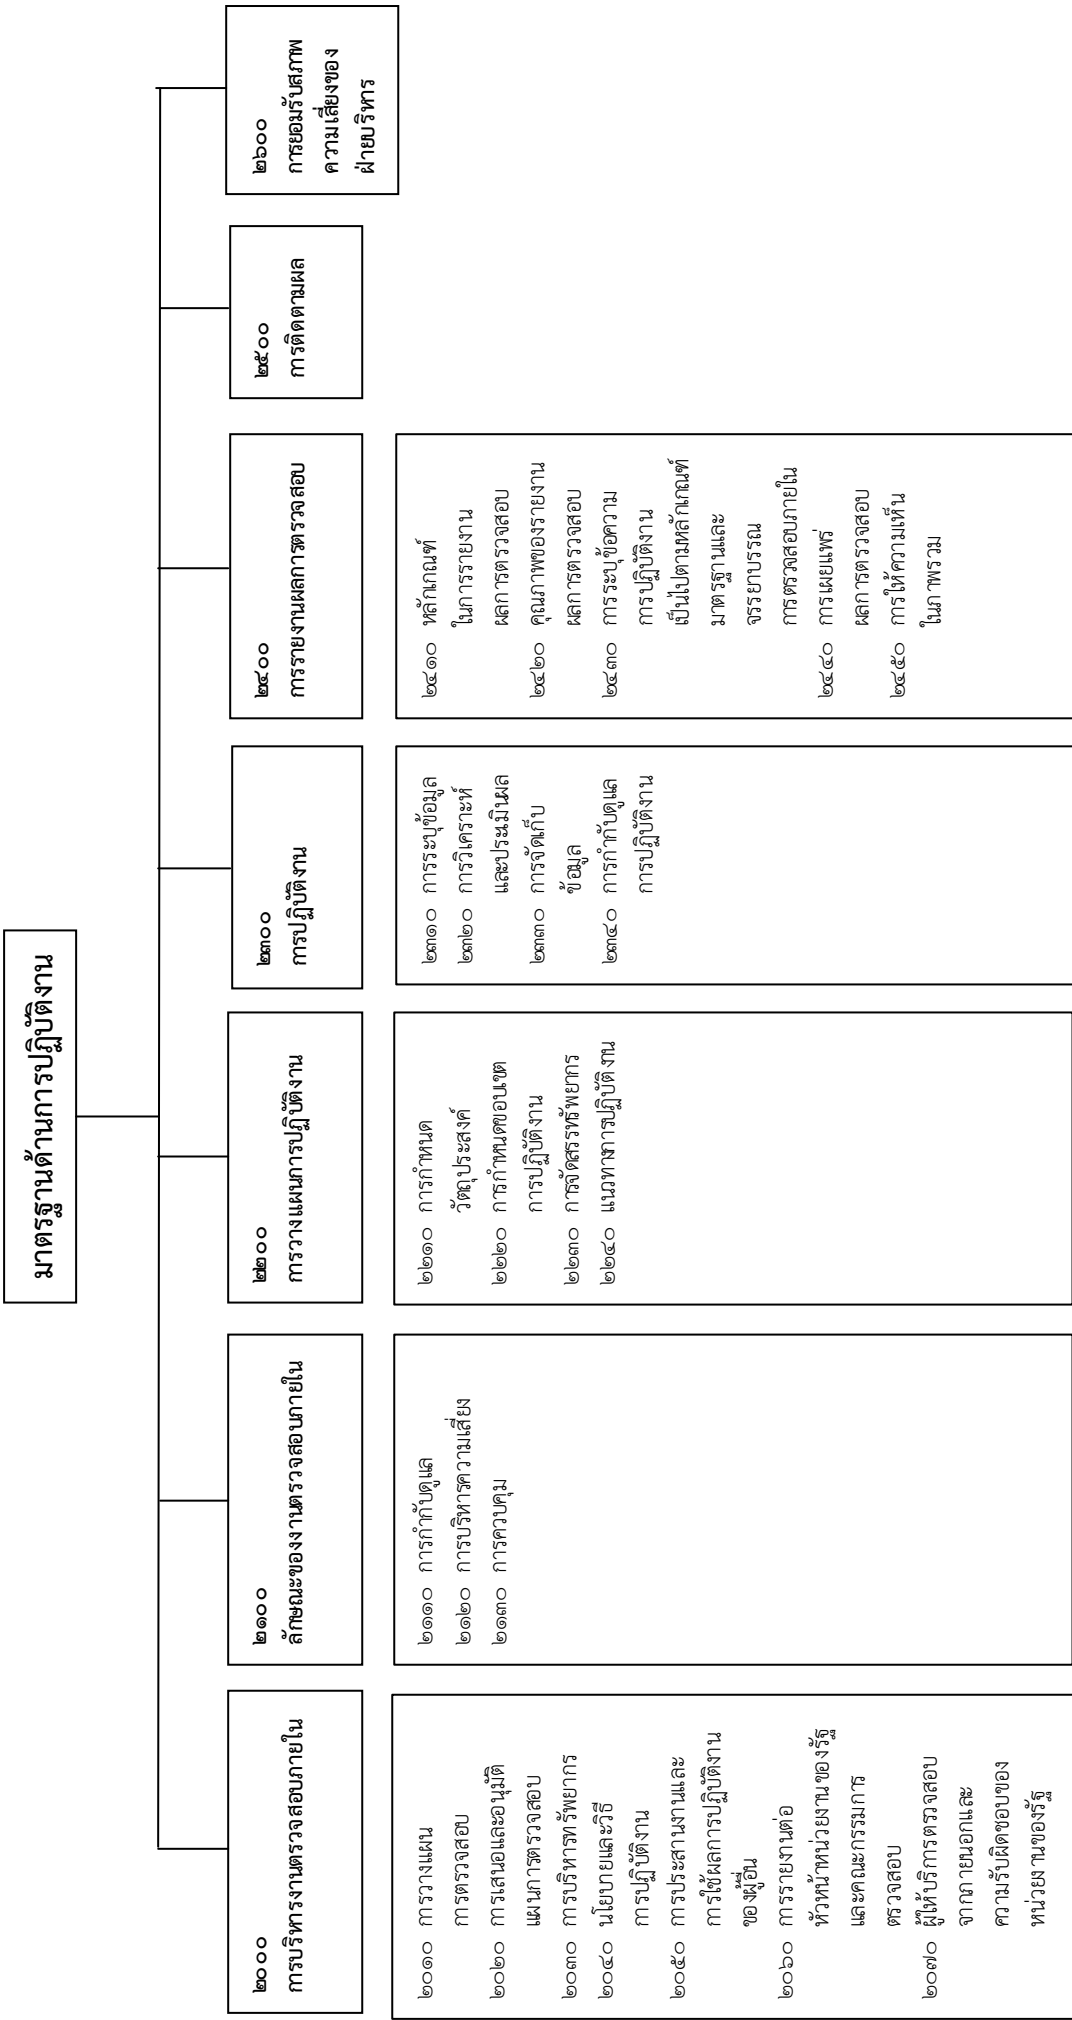 มาตรฐานด้านการปฏิบัติงาน
๒๐๐๐
การบริหารงานตรวจสอบภายใน
๒๐๑๐ การวางแผน
การตรวจสอบ
๒๐๒๐ การเสนอและอนุมัติ
แผนการตรวจสอบ
๒๐๓๐ การบริหารทรัพยากร
๒๐๔๐ นโยบายและวิธี
การปฏิบัติงาน
๒๐๕๐ การประสานงานและ
การใช้ผลการปฏิบัติงาน
ของผู้อื่น
๒๐๖๐ การรายงานต่อ
หัวหน้าหน่วยงานของรัฐ
และคณะกรรมการ
ตรวจสอบ
๒๐๗๐ ผู้ให้บริการตรวจสอบ
จากภายนอกและ
ความรับผิดชอบของ
หน่วยงานของรัฐ
๒๑๐๐
ลักษณะของงานตรวจสอบภายใน
๒๑๑๐ การกำกับดูแล
๒๑๒๐ การบริหารความเสี่ยง
๒๑๓๐ การควบคุม
๒๒๐๐
การวางแผนการปฏิบัติงาน
๒๒๑๐ การกำหนด
วัตถุประสงค์
๒๒๒๐ การกำหนดขอบเขต
การปฏิบัติงาน
๒๒๓๐ การจัดสรรทรัพยากร
๒๒๔๐ แนวทางการปฏิบัติงาน
๒๓๐๐
การปฏิบัติงาน
๒๓๑๐ การระบุข้อมูล
๒๓๒๐ การวิเคราะห์
และประเมินผล
๒๓๓๐ การจัดเก็บ
ข้อมูล
๒๓๔๐ การกำกับดูแล
การปฏิบัติงาน
๒๔๐๐
การรายงานผลการตรวจสอบ
๒๔๑๐ หลักเกณฑ์
ในการรายงาน
ผลการตรวจสอบ
๒๔๒๐ คุณภาพของรายงาน
ผลการตรวจสอบ
๒๔๓๐ การระบุข้อความ
การปฏิบัติงาน
เป็นไปตามหลักเกณฑ์
มาตรฐานและ
จรรยาบรรณ
การตรวจสอบภายใน
๒๔๔๐ การเผยแพร่
ผลการตรวจสอบ
๒๔๕๐ การให้ความเห็น
ในภาพรวม
๒๕๐๐
การติดตามผล
๒๖๐๐
การยอมรับสภาพ
ความเสี่ยงของ
ฝ่ายบริหาร